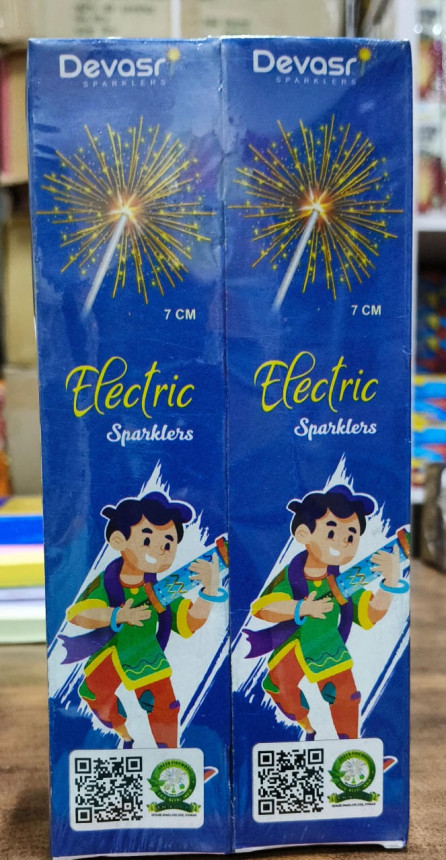 Devasri
SPARKLERS
7 CM
Electric
Sparklers
Devasri
SPARKLERS
7 CM
Electric
Sparklers